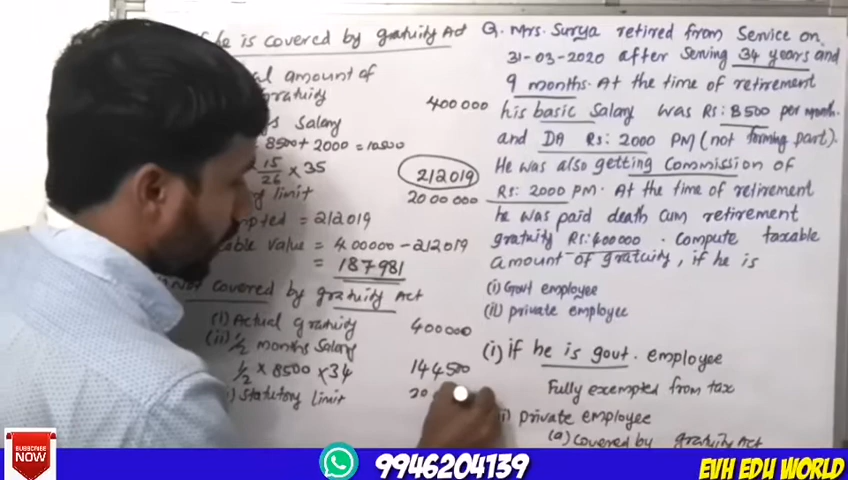 he is covered by gratuity Act
al amount of
gratuity
400000
s Salary
= 8500 + 2000 = 10500
15/26 × 35
212019
limit
2000 000
mpted = 212019
able value = 400000 - 212019
= 187981
Not covered by gratuity Act
(i) Actual gratuity 400000
(ii) 1/2 months Salary
1/2 × 8500 × 34 144500
) Statutory limit 20
Q. Mrs. Surya retired from Service on
31-03-2020 after Serving 34 years and
9 months. At the time of retirement
his basic Salary was Rs: 8500 per month.
and DA Rs: 2000 PM (not forming part).
He was also getting Commission of
Rs: 2000 PM. At the time of retirement
he was paid death cum retirement
gratuity Rs: 400000. Compute taxable
amount of gratuity, if he is
(i) Govt employee
(ii) private employee
(i) if he is govt. employee
Fully exempted from tax
) private employee
(a) Covered by gratuity Act
SUBSCRIBE
NOW
9946204139
EVH EDU WORLD